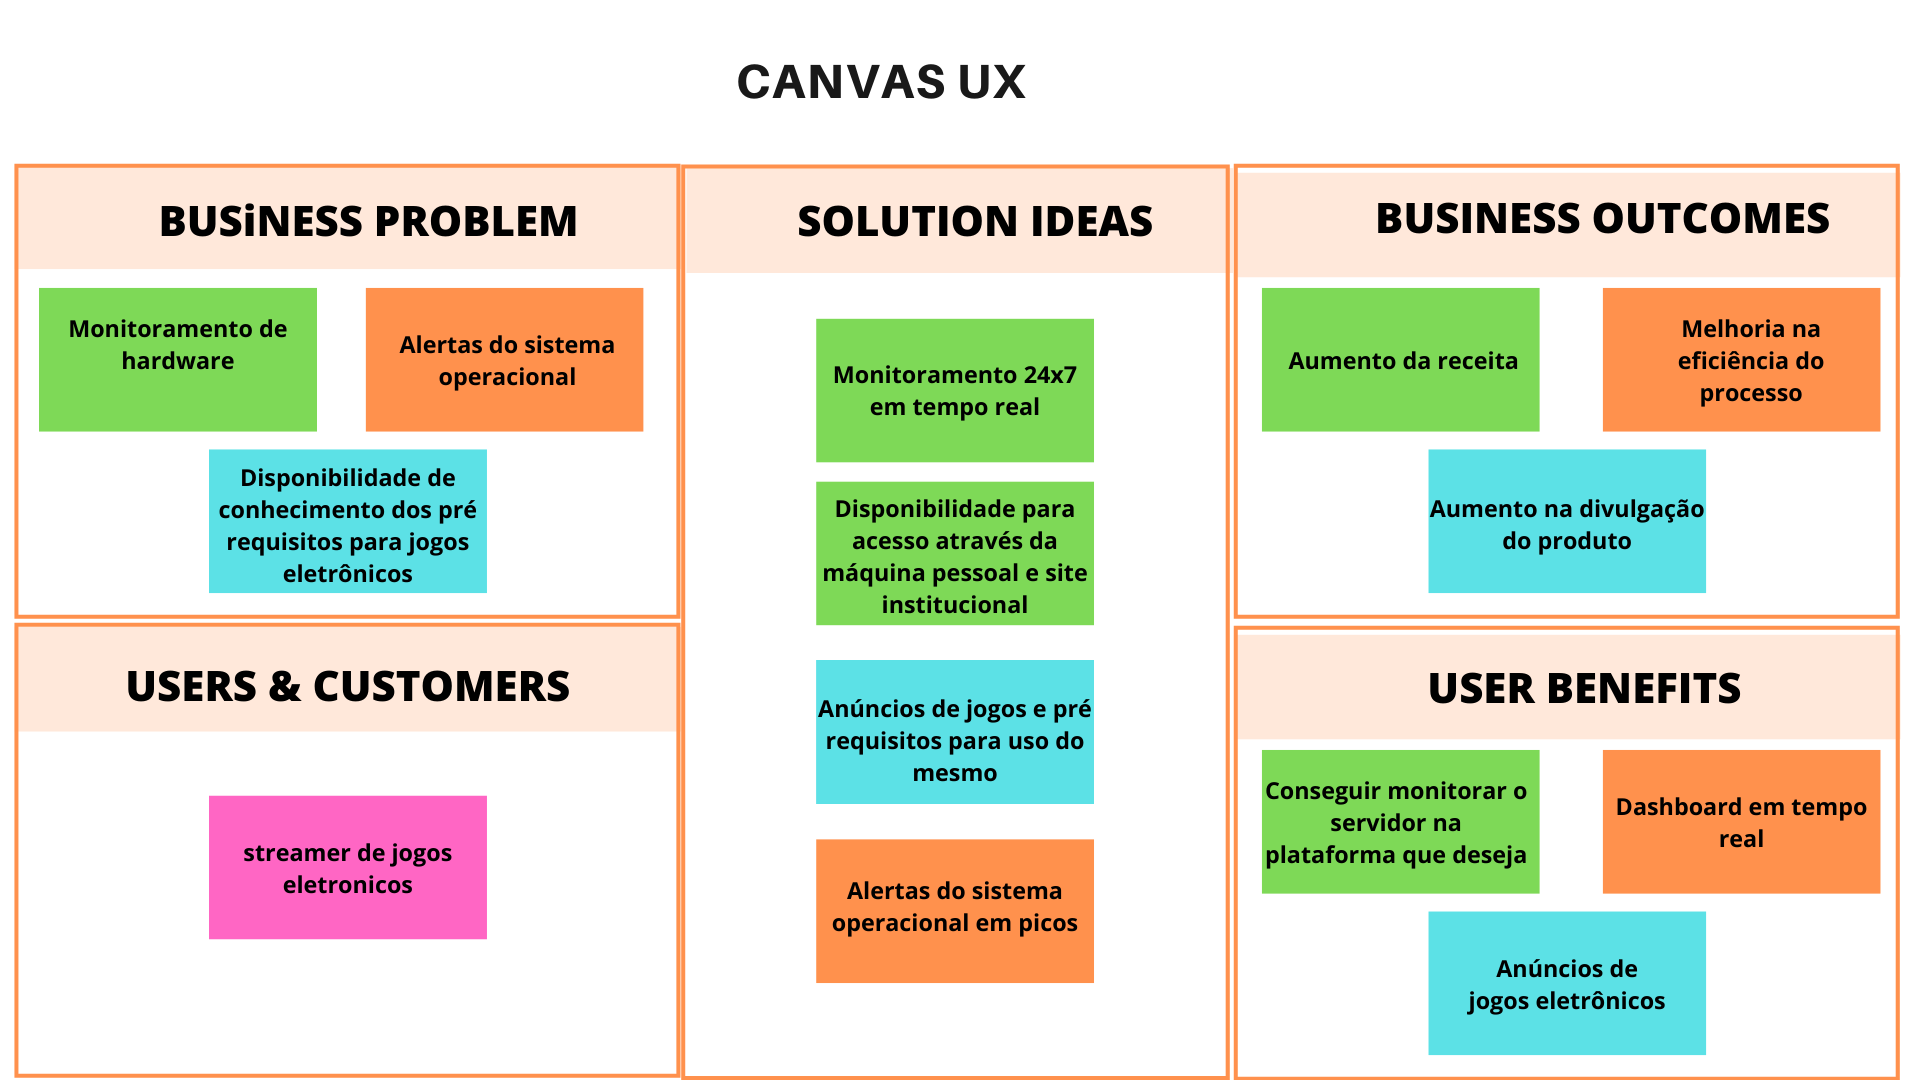 CANVAS UX
BUSiNESS PROBLEM
Monitoramento de
hardware
Alertas do sistema
operacional
Disponibilidade de
conhecimento dos pré
requisitos para jogos
eletrônicos
USERS & CUSTOMERS
streamer de jogos
eletronicos
SOLUTION IDEAS
Monitoramento 24x7
em tempo real
Disponibilidade para
acesso através da
máquina pessoal e site
institucional
Anúncios de jogos e pré
requisitos para uso do
mesmo
Alertas do sistema
operacional em picos
BUSINESS OUTCOMES
Aumento da receita
Melhoria na
eficiência do
processo
Aumento na divulgação
do produto
USER BENEFITS
Conseguir monitorar o
servidor na
plataforma que deseja
Dashboard em tempo
real
Anúncios de
jogos eletrônicos